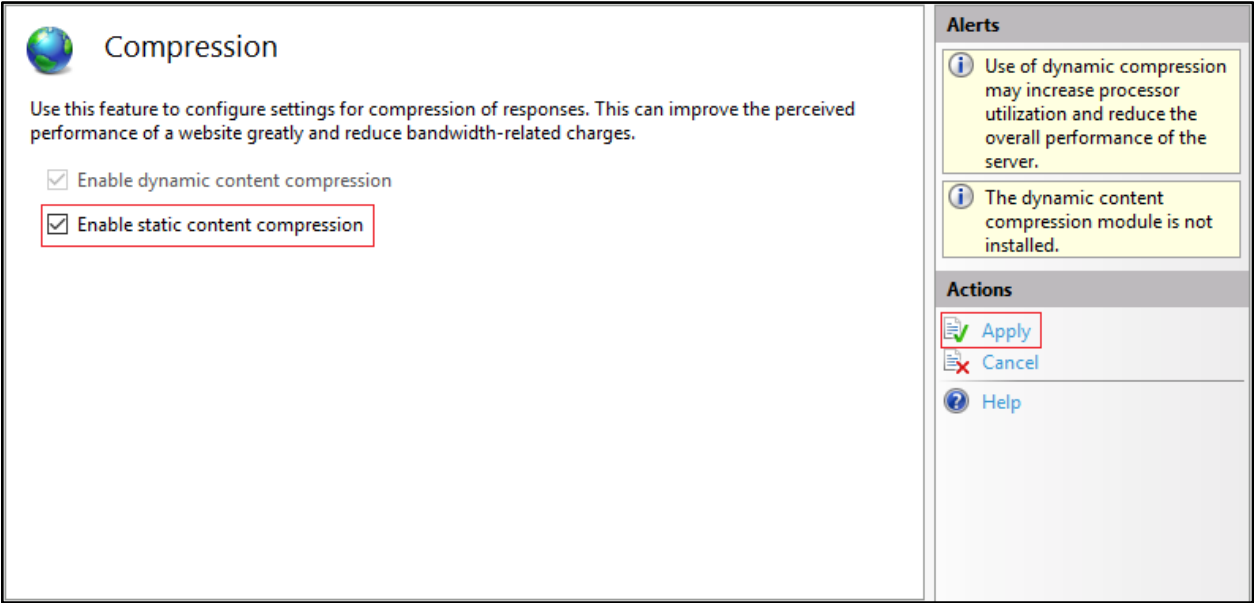 Compression
Use this feature to configure settings for compression of responses. This can improve the perceived
performance of a website greatly and reduce bandwidth-related charges.
Enable dynamic content compression
Enable static content compression
Alerts
Use of dynamic compression
may increase processor
utilization and reduce the
overall performance of the
server.
The dynamic content
compression module is not
installed.
Actions
Apply
Cancel
Help